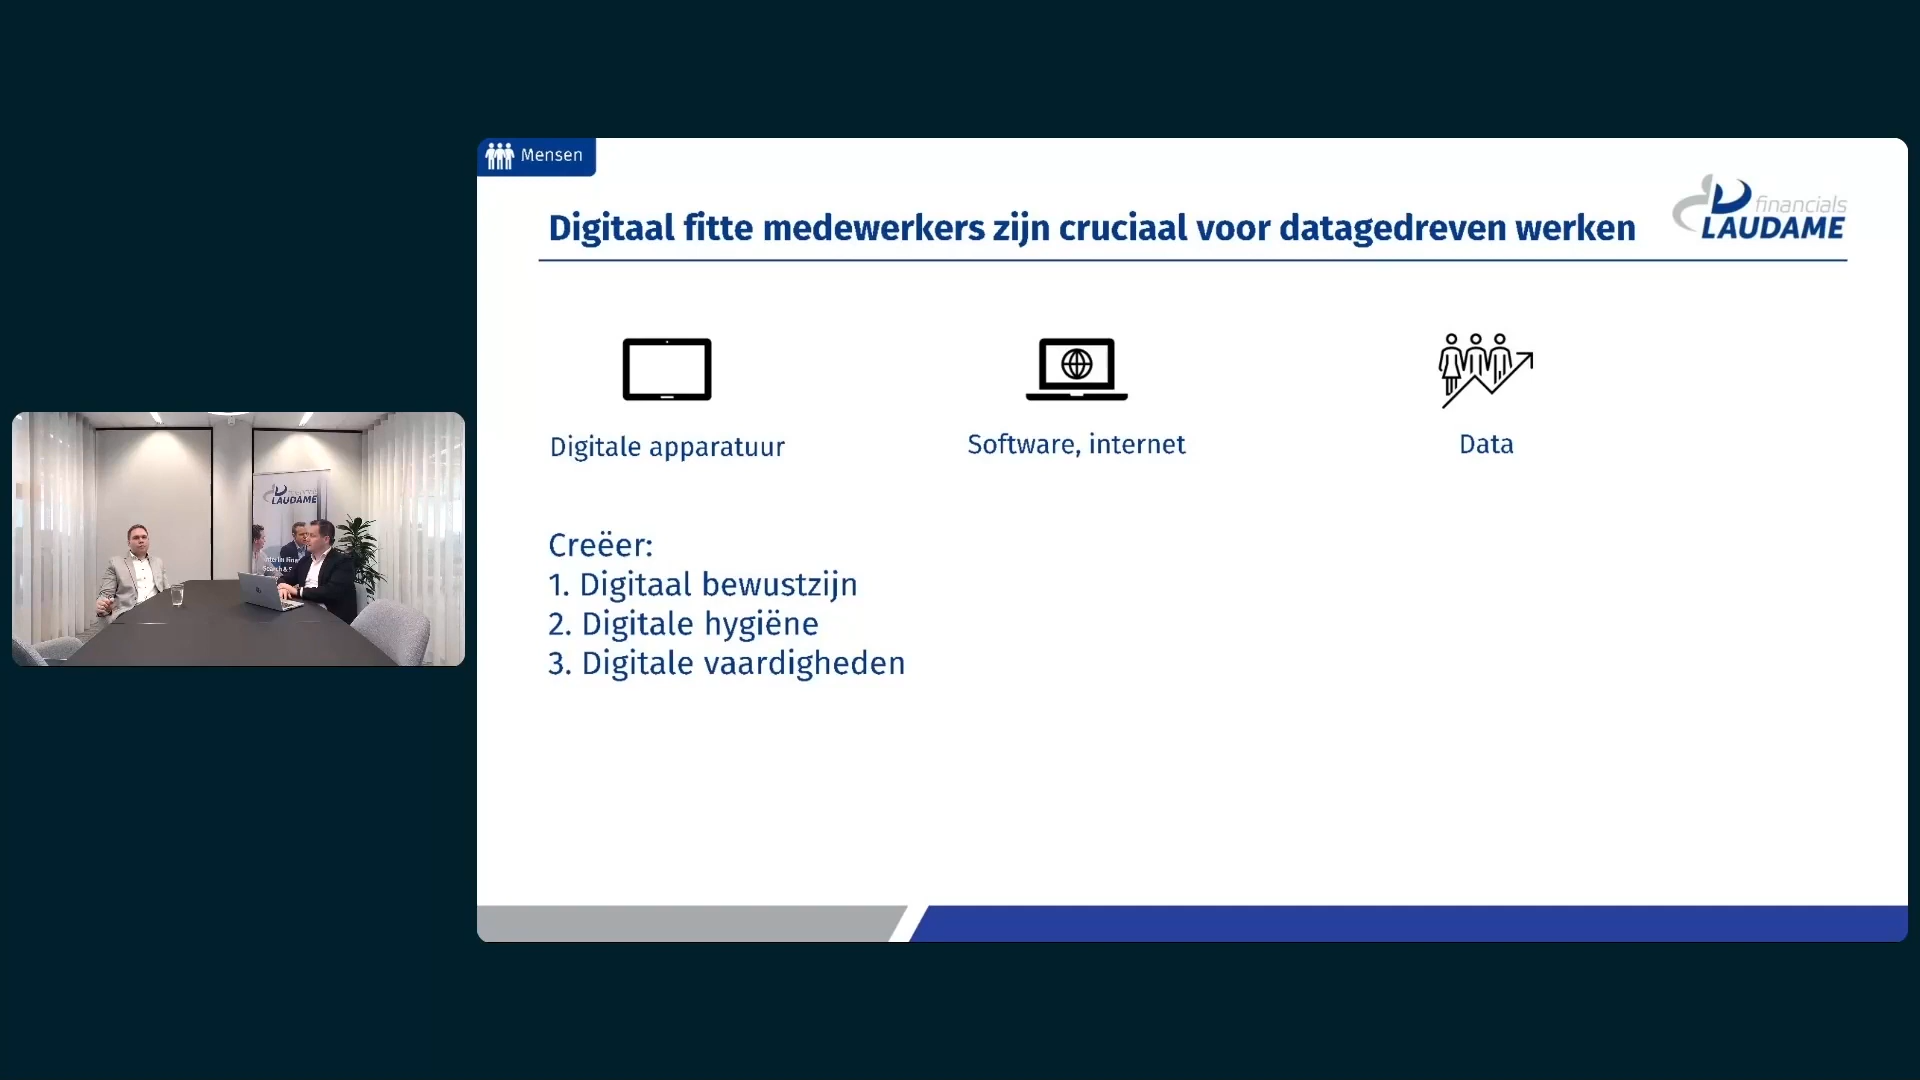 Mensen
Digitaal fitte medewerkers zijn cruciaal voor datagedreven werken
financials
LAUDAME
Digitale apparatuur
Software, internet
Data
Creëer:
1. Digitaal bewustzijn
2. Digitale hygiëne
3. Digitale vaardigheden
LAUDAME